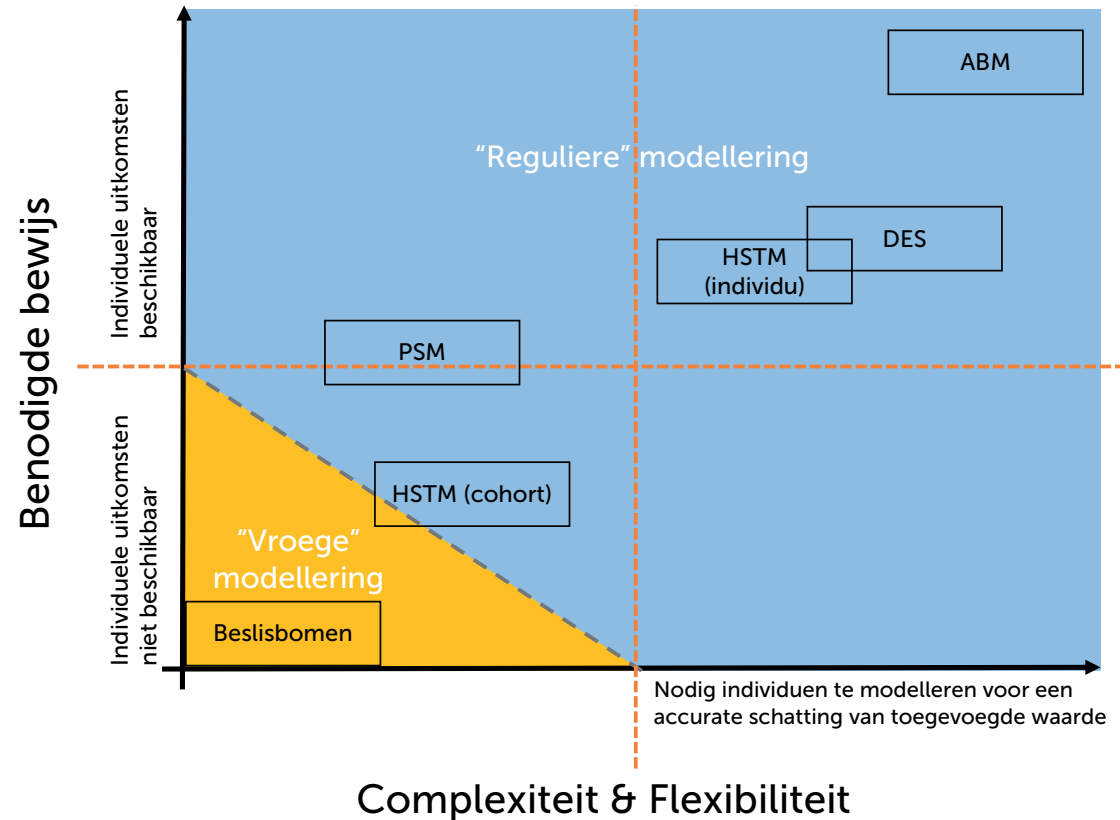 ABM
“Reguliere” modellering
DES
HSTM
(individu)
PSM
HSTM (cohort)
“Vroege”
modellering
Beslisbomen
Benodigde bewijs
Individuele uitkomsten
beschikbaar
Individuele uitkomsten
niet beschikbaar
Nodig individuen te modelleren voor een
accurate schatting van toegevoegde waarde
Complexiteit & Flexibiliteit